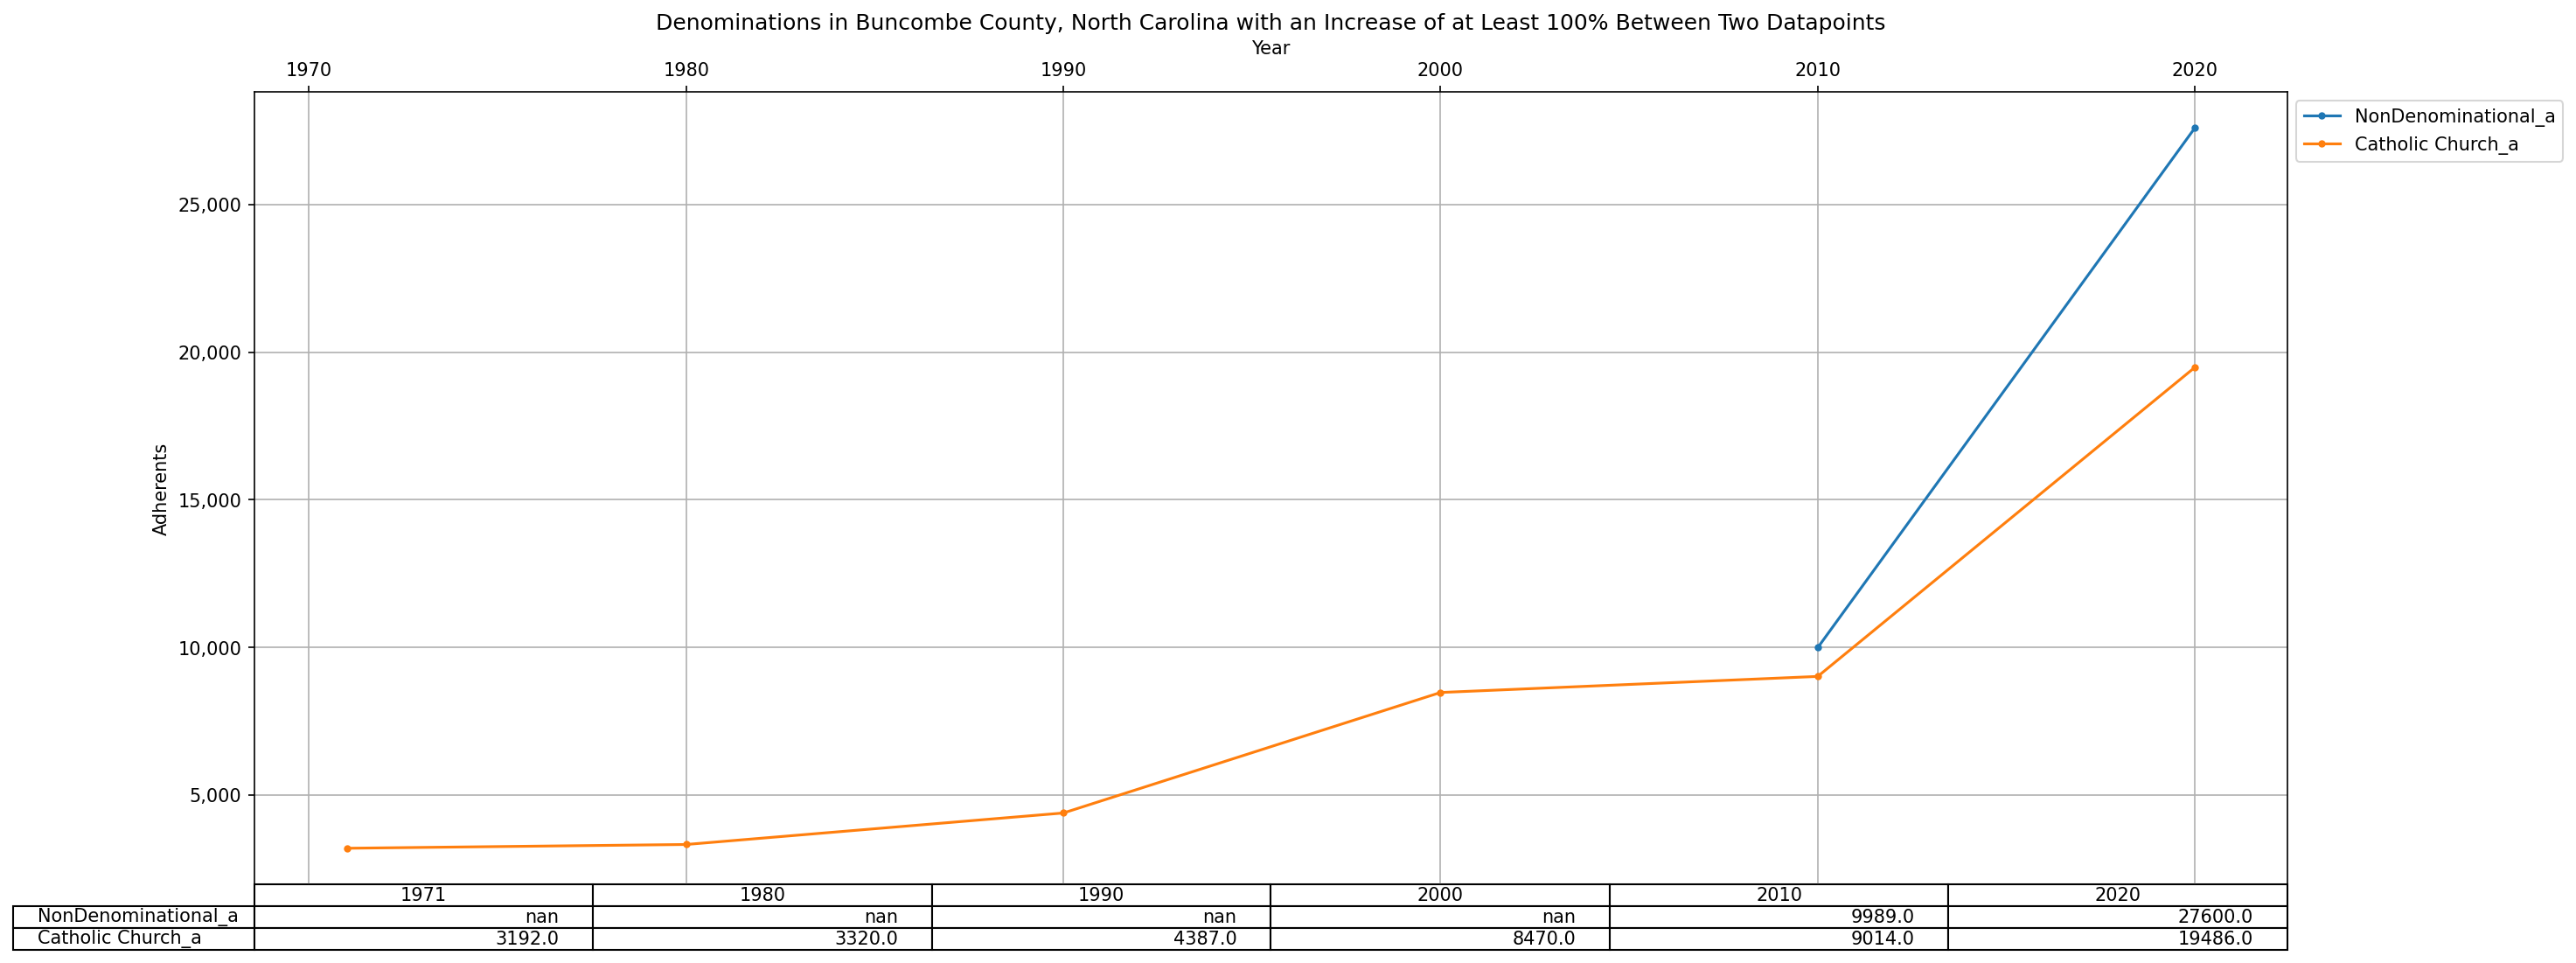 Denominations in Buncombe County, North Carolina with an Increase of at Least 100% Between Two Datapoints
Year
1970 1980 1990 2000 2010 2020
NonDenominational_a
Catholic Church_a
25,000
20,000
15,000
10,000
5,000
Adherents
1971 1980 1990 2000 2010 2020
NonDenominational_a nan nan nan nan 9989.0 27600.0
Catholic Church_a 3192.0 3320.0 4387.0 8470.0 9014.0 19486.0